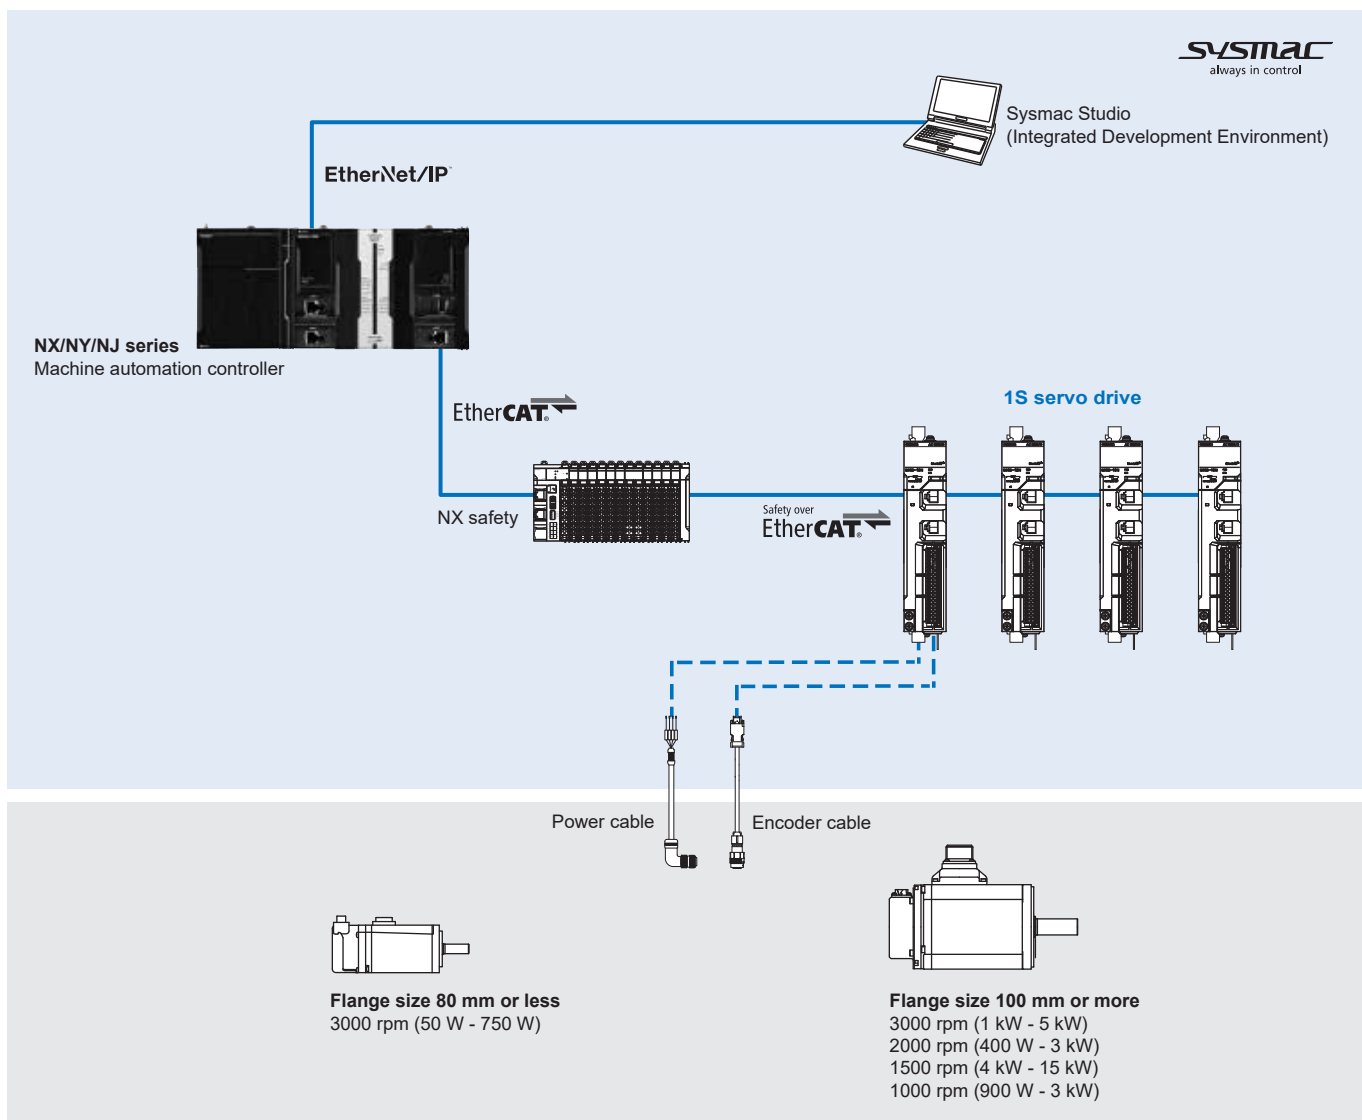 sysmac
always in control
Sysmac Studio
(Integrated Development Environment)
EtherNet/IP™
NX/NY/NJ series
Machine automation controller
EtherCAT®
1S servo drive
NX safety
Safety over
EtherCAT®
Power cable
Encoder cable
Flange size 80 mm or less
3000 rpm (50 W - 750 W)
Flange size 100 mm or more
3000 rpm (1 kW - 5 kW)
2000 rpm (400 W - 3 kW)
1500 rpm (4 kW - 15 kW)
1000 rpm (900 W - 3 kW)